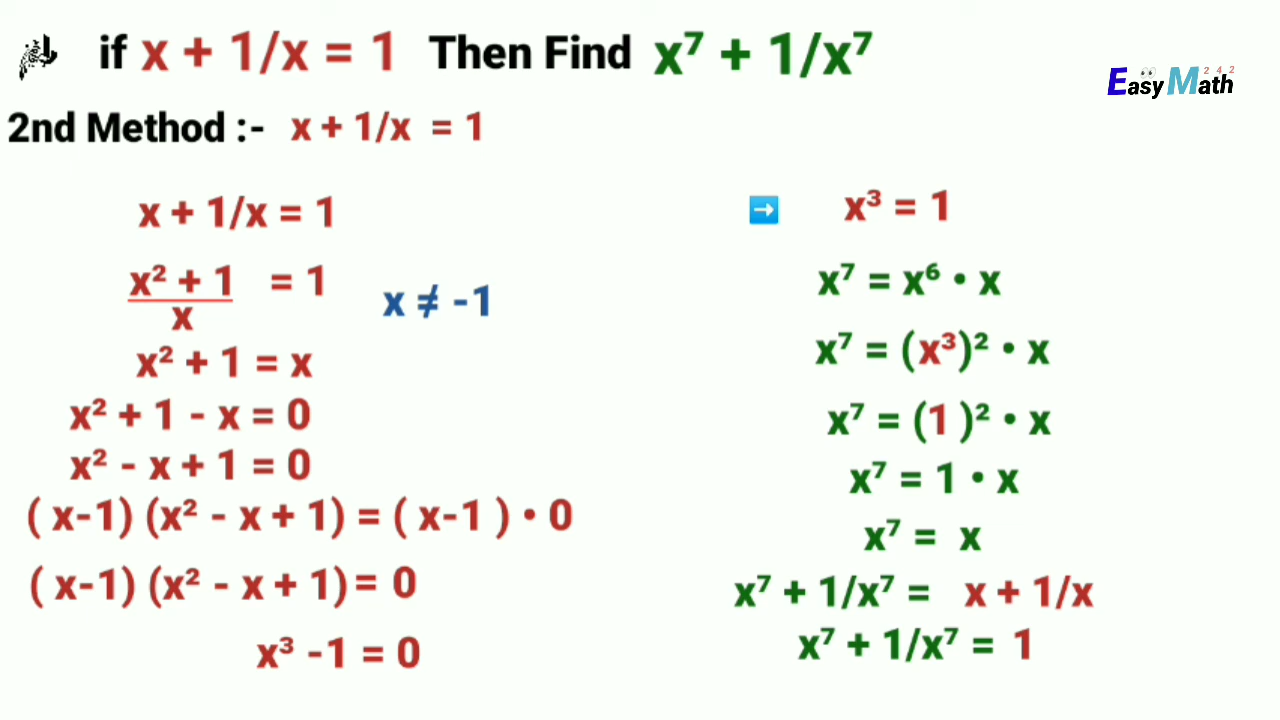 if x + 1/x = 1 Then Find x⁷ + 1/x⁷
EasyMath²⁴²
2nd Method :- x + 1/x = 1
x + 1/x = 1
x² + 1 = 1
x
x ≠ -1
x² + 1 = x
x² + 1 - x = 0
x² - x + 1 = 0
( x-1) (x² - x + 1) = ( x-1 ) • 0
( x-1) (x² - x + 1) = 0
x³ -1 = 0
➡ x³ = 1
x⁷ = x⁶ • x
x⁷ = (x³)² • x
x⁷ = (1 )² • x
x⁷ = 1 • x
x⁷ = x
x⁷ + 1/x⁷ = x + 1/x
x⁷ + 1/x⁷ = 1